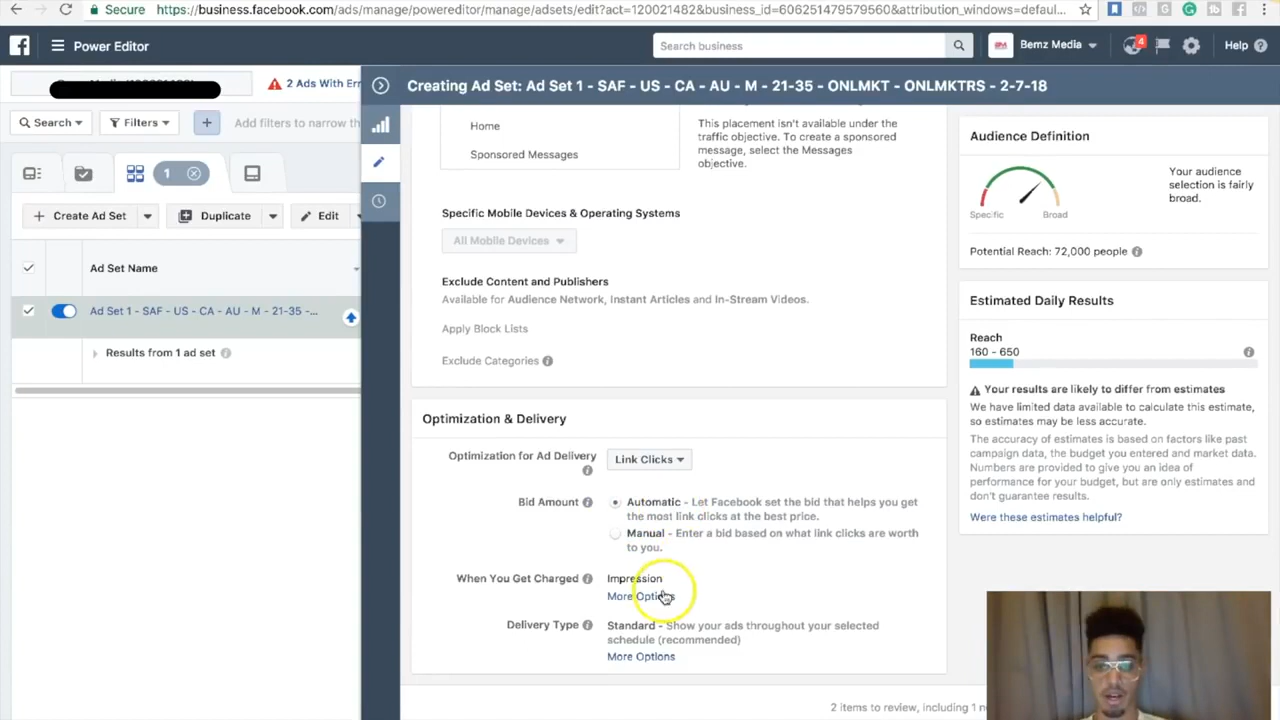 Secure
https://business.facebook.com/ads/manage/powereditor/manage/adsets/edit?act=120021482&business_id=606251479579560&attribution_windows=defaul...
Power Editor
Search business
Bemz Media
4
Help
2 Ads With Err
Creating Ad Set: Ad Set 1 - SAF - US - CA - AU - M - 21-35 - ONLMKT - ONLMKTRS - 2-7-18
Search
Filters
Add filters to narrow th
1
Create Ad Set
Duplicate
Edit
Ad Set Name
Ad Set 1 - SAF - US - CA - AU - M - 21-35 -...
Results from 1 ad set
Home
Sponsored Messages
This placement isn't available under the
traffic objective. To create a sponsored
message, select the Messages
objective.
Specific Mobile Devices & Operating Systems
All Mobile Devices
Exclude Content and Publishers
Available for Audience Network, Instant Articles and In-Stream Videos.
Apply Block Lists
Exclude Categories
Optimization & Delivery
Optimization for Ad Delivery
Link Clicks
Bid Amount
Automatic - Let Facebook set the bid that helps you get
the most link clicks at the best price.
Manual - Enter a bid based on what link clicks are worth
to you.
When You Get Charged
Impression
More Options
Delivery Type
Standard - Show your ads throughout your selected
schedule (recommended)
More Options
2 items to review, including 1
Audience Definition
Specific
Broad
Your audience
selection is fairly
broad.
Potential Reach: 72,000 people
Estimated Daily Results
Reach
160 - 650
Your results are likely to differ from estimates
We have limited data available to calculate this estimate,
so estimates may be less accurate.
The accuracy of estimates is based on factors like past
campaign data, the budget you entered and market data.
Numbers are provided to give you an idea of
performance for your budget, but are only estimates and
don't guarantee results.
Were these estimates helpful?